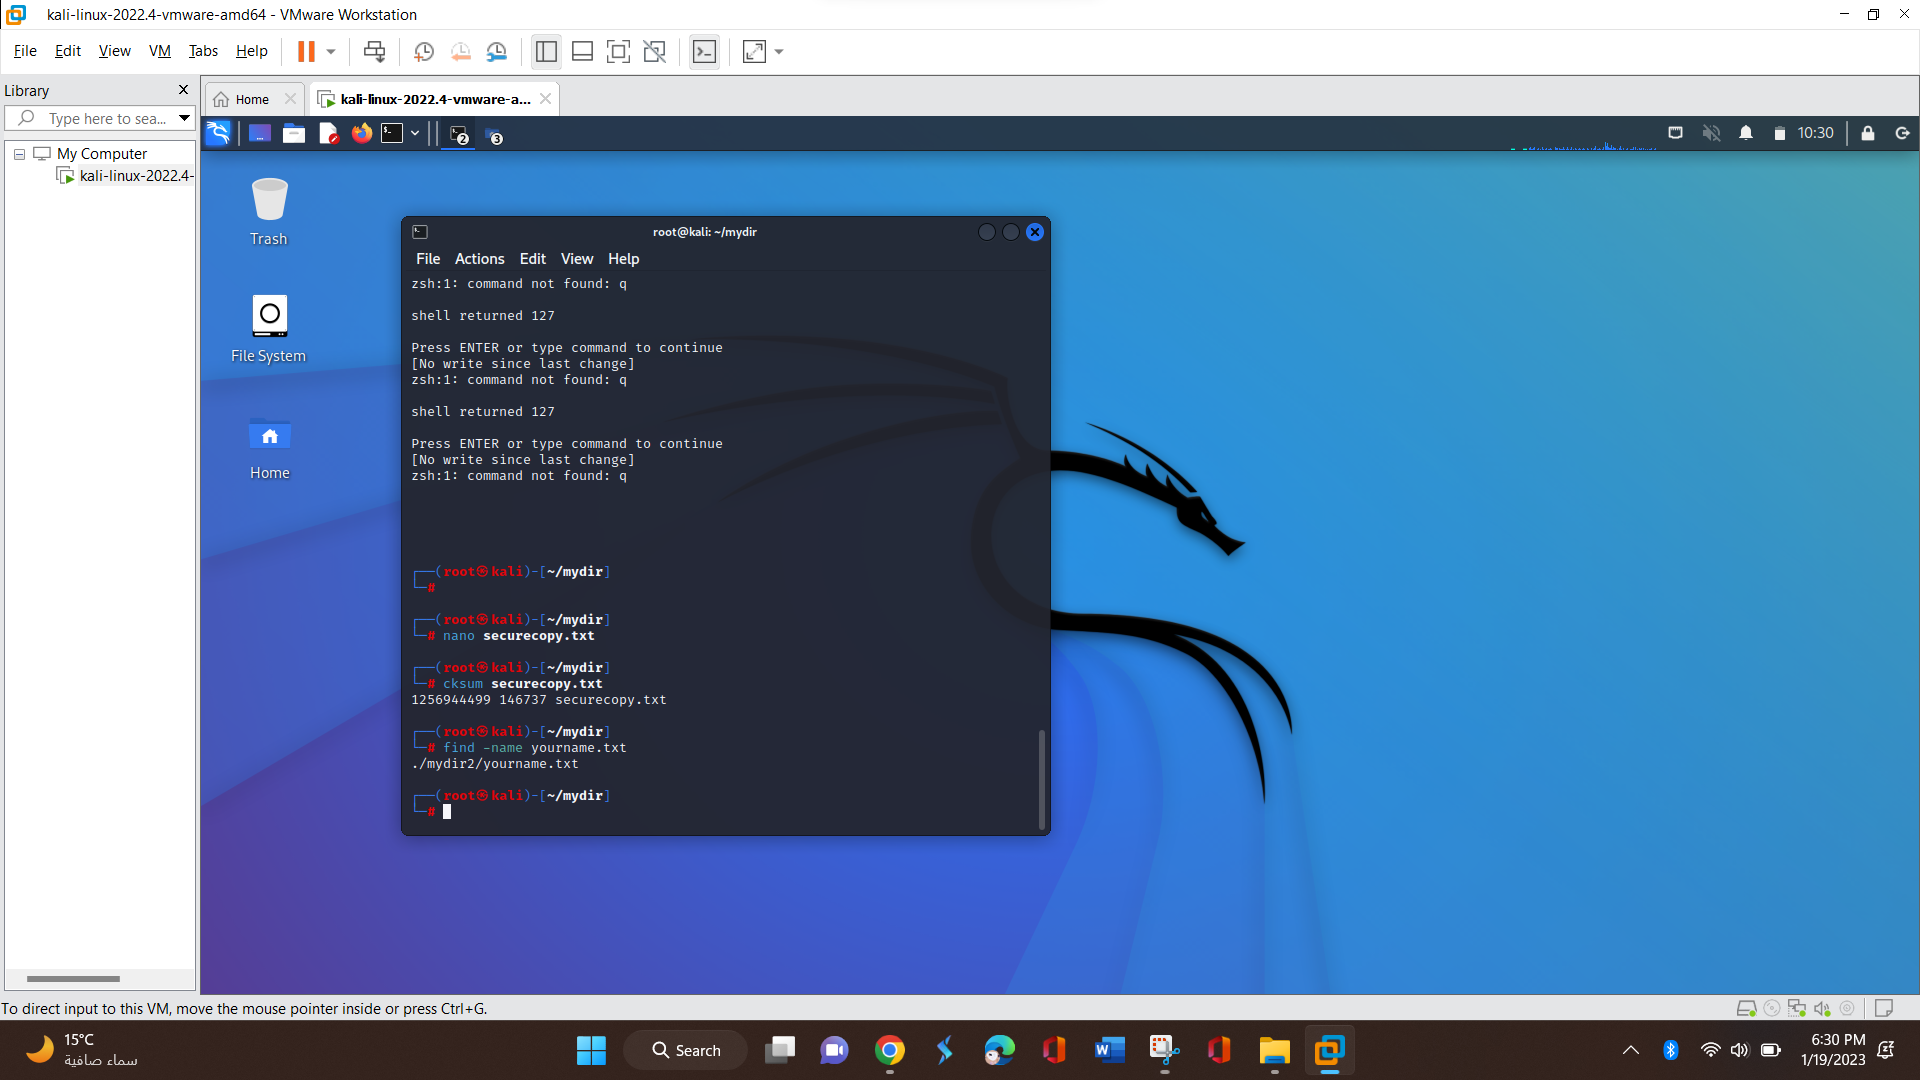 kali-linux-2022.4-vmware-amd64 - VMware Workstation
File Edit View VM Tabs Help
Library
Type here to sea...
My Computer
kali-linux-2022.4-
Home
kali-linux-2022.4-vmware-a...
2
3
10:30
Trash
File System
Home
root@kali: ~/mydir
File Actions Edit View Help
zsh:1: command not found: q
shell returned 127
Press ENTER or type command to continue
[No write since last change]
zsh:1: command not found: q
shell returned 127
Press ENTER or type command to continue
[No write since last change]
zsh:1: command not found: q
┌──(root㉿kali)-[~/mydir]
└─#
┌──(root㉿kali)-[~/mydir]
└─# nano securecopy.txt
┌──(root㉿kali)-[~/mydir]
└─# cksum securecopy.txt
1256944499 146737 securecopy.txt
┌──(root㉿kali)-[~/mydir]
└─# find -name yourname.txt
./mydir2/yourname.txt
┌──(root㉿kali)-[~/mydir]
└─#
To direct input to this VM, move the mouse pointer inside or press Ctrl+G.
15°C
سماء صافية
Search
6:30 PM
1/19/2023